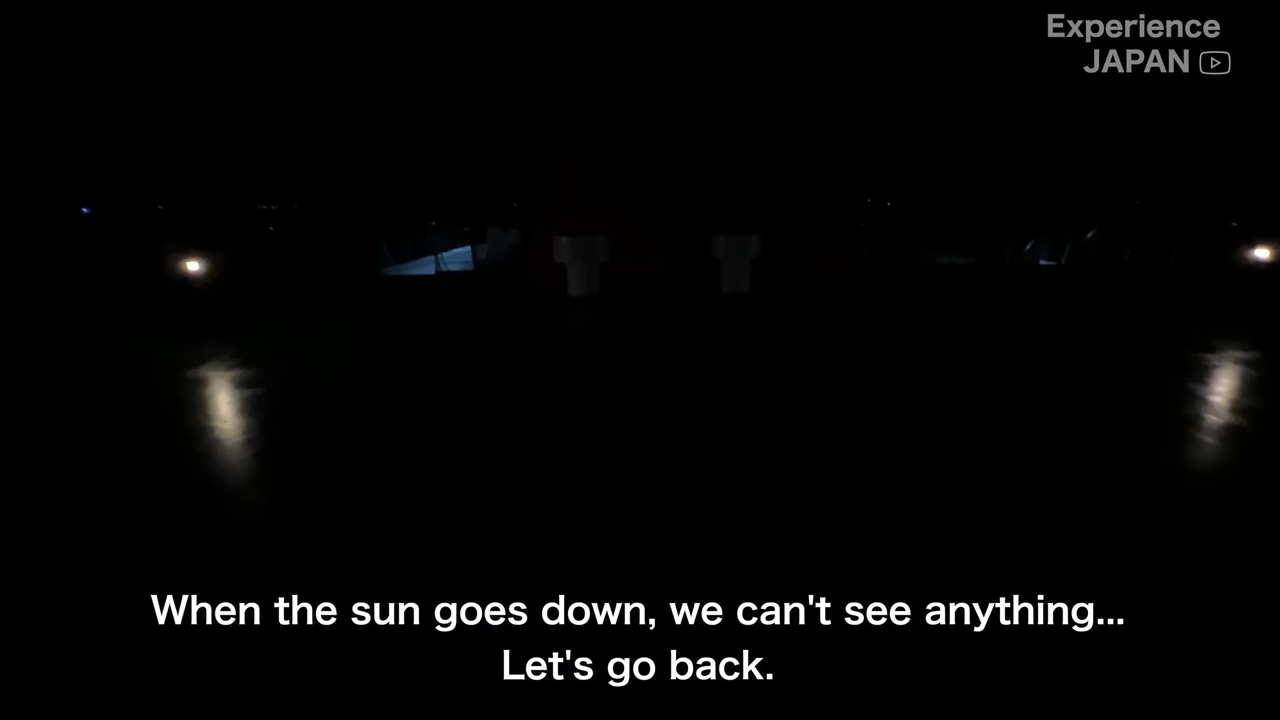 Experience
JAPAN
When the sun goes down, we can't see anything...
Let's go back.